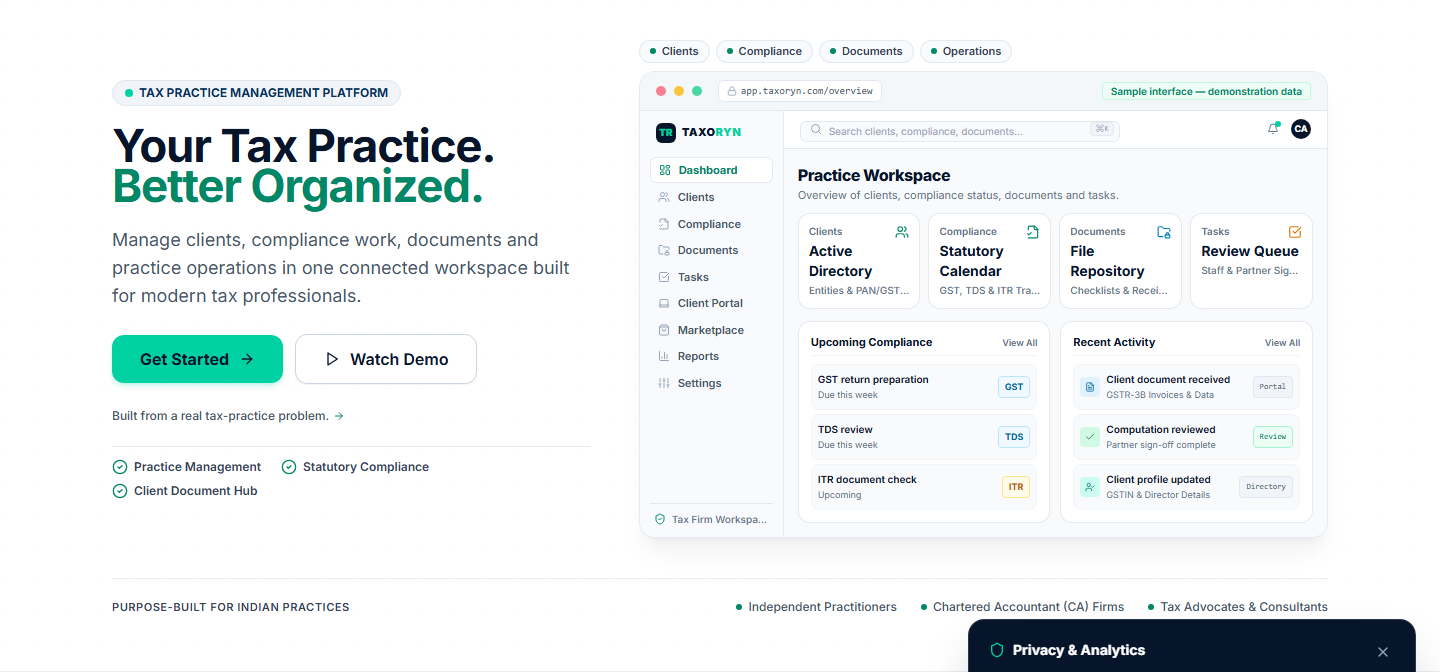 TAX PRACTICE MANAGEMENT PLATFORM
Your Tax Practice.
Better Organized.
Manage clients, compliance work, documents and
practice operations in one connected workspace built
for modern tax professionals.
Get Started
Watch Demo
Built from a real tax-practice problem.
Practice Management
Statutory Compliance
Client Document Hub
Clients
Compliance
Documents
Operations
app.taxoryn.com/overview
Sample interface — demonstration data
TR TAXORYN
Search clients, compliance, documents...
⌘K
CA
Dashboard
Clients
Compliance
Documents
Tasks
Client Portal
Marketplace
Reports
Settings
Tax Firm Workspa...
Practice Workspace
Overview of clients, compliance status, documents and tasks.
Clients
Active
Directory
Entities & PAN/GST...
Compliance
Statutory
Calendar
GST, TDS & ITR Tra...
Documents
File
Repository
Checklists & Recei...
Tasks
Review Queue
Staff & Partner Sig...
Upcoming Compliance
View All
GST return preparation
Due this week
GST
TDS review
Due this week
TDS
ITR document check
Upcoming
ITR
Recent Activity
View All
Client document received
GSTR-3B Invoices & Data
Portal
Computation reviewed
Partner sign-off complete
Review
Client profile updated
GSTIN & Director Details
Directory
PURPOSE-BUILT FOR INDIAN PRACTICES
Independent Practitioners
Chartered Accountant (CA) Firms
Tax Advocates & Consultants
Privacy & Analytics